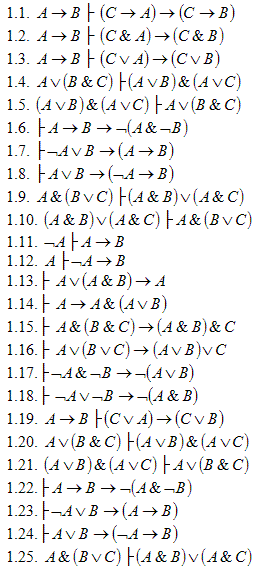 1.1. A→B├(C→A)→(C→B)
1.2. A→B├(C&A)→(C&B)
1.3. A→B├(C∨A)→(C∨B)
1.4. A∨(B&C)├(A∨B)&(A∨C)
1.5. (A∨B)&(A∨C)├A∨(B&C)
1.6. ├A→B→¬(A&¬B)
1.7. ├¬A∨B→(A→B)
1.8. ├A∨B→(¬A→B)
1.9. A&(B∨C)├(A&B)∨(A&C)
1.10. (A&B)∨(A&C)├A&(B∨C)
1.11. ¬A├A→B
1.12. A├¬A→B
1.13.├ A∨(A&B)→A
1.14.├ A→A&(A∨B)
1.15.├ A&(B&C)→(A&B)&C
1.16.├ A∨(B∨C)→(A∨B)∨C
1.17.├¬A&¬B→¬(A∨B)
1.18.├¬A∨¬B→¬(A&B)
1.19. A→B├(C∨A)→(C∨B)
1.20. A∨(B&C)├(A∨B)&(A∨C)
1.21. (A∨B)&(A∨C)├A∨(B&C)
1.22.├A→B→¬(A&¬B)
1.23.├¬A∨B→(A→B)
1.24.├A∨B→(¬A→B)
1.25. A&(B∨C)├(A&B)∨(A&C)